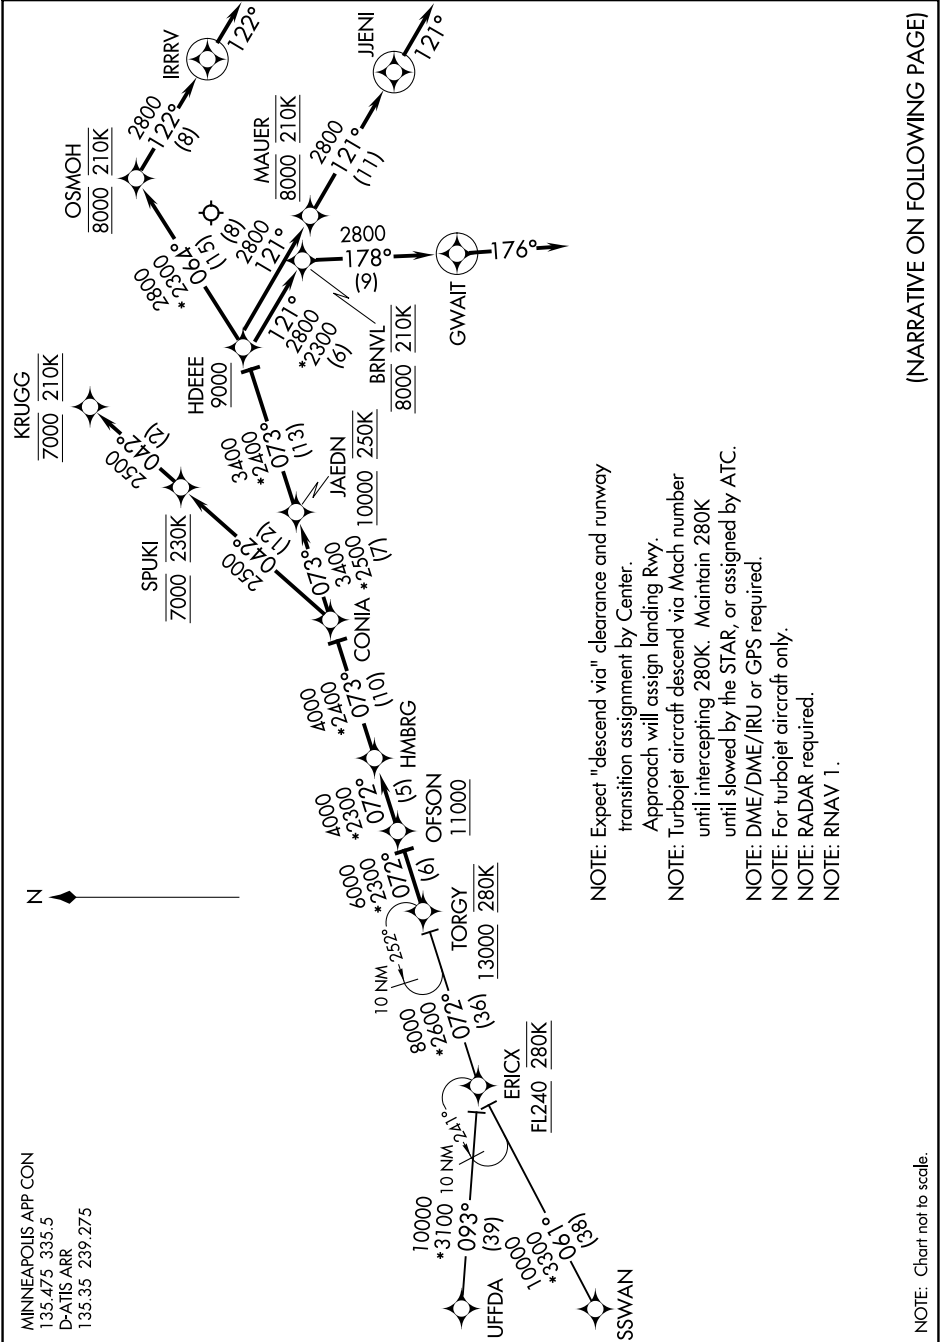 MINNEAPOLIS APP CON
135.475 335.5
D-ATIS ARR
135.35 239.275
N
UFFDA
10000
*3100
093°
(39)
10 NM
241°
SSWAN
10000
*3300
061°
(38)
ERICX
FL240 280K
8000
*2600
072°
(36)
10 NM
252°
TORGY
13000 280K
6000
*2300
072°
(6)
OFSON
11000
4000
*2300
072°
(5)
HMBRG
4000
*2400
073°
(10)
CONIA
2500
042°
(12)
SPUKI
7000 230K
2500
042°
(2)
KRUGG
7000 210K
073°
3400
*2500
(7)
JAEDN
10000 250K
3400
*2400
073°
(13)
HDEEE
9000
2800
*2300
064°
(15)
OSMOH
8000 210K
2800
122°
(8)
IRRRV
122°
(8)
2800
121°
MAUER
8000 210K
2800
121°
(11)
JJENI
121°
121°
2800
*2300
(6)
BRNVL
8000 210K
2800
178°
(9)
GWAIT
176°
NOTE: Expect "descend via" clearance and runway
transition assignment by Center.
Approach will assign landing Rwy.
NOTE: Turbojet aircraft descend via Mach number
until intercepting 280K. Maintain 280K
until slowed by the STAR, or assigned by ATC.
NOTE: DME/DME/IRU or GPS required.
NOTE: For turbojet aircraft only.
NOTE: RADAR required.
NOTE: RNAV 1.
NOTE: Chart not to scale.
(NARRATIVE ON FOLLOWING PAGE)